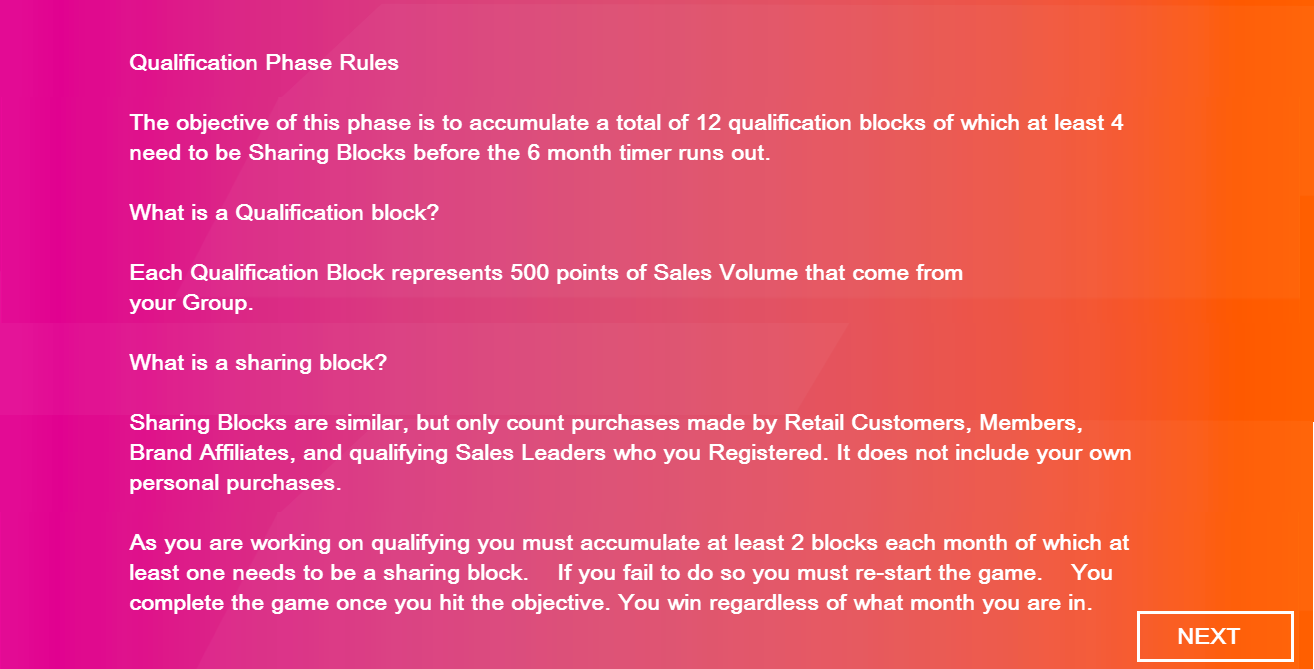 Qualification Phase Rules
The objective of this phase is to accumulate a total of 12 qualification blocks of which at least 4
need to be Sharing Blocks before the 6 month timer runs out.
What is a Qualification block?
Each Qualification Block represents 500 points of Sales Volume that come from
your Group.
What is a sharing block?
Sharing Blocks are similar, but only count purchases made by Retail Customers, Members,
Brand Affiliates, and qualifying Sales Leaders who you Registered. It does not include your own
personal purchases.
As you are working on qualifying you must accumulate at least 2 blocks each month of which at
least one needs to be a sharing block.    If you fail to do so you must re-start the game.    You
complete the game once you hit the objective. You win regardless of what month you are in.
NEXT